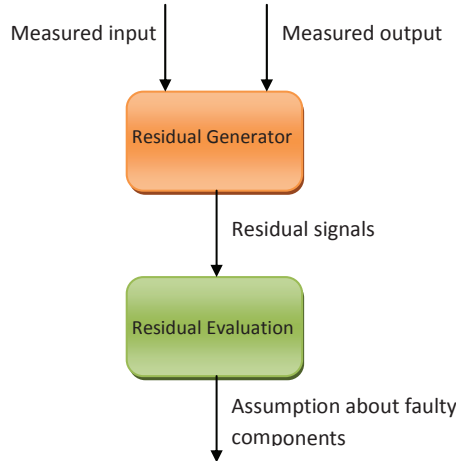 Measured input
Measured output
Residual Generator
Residual signals
Residual Evaluation
Assumption about faulty
components